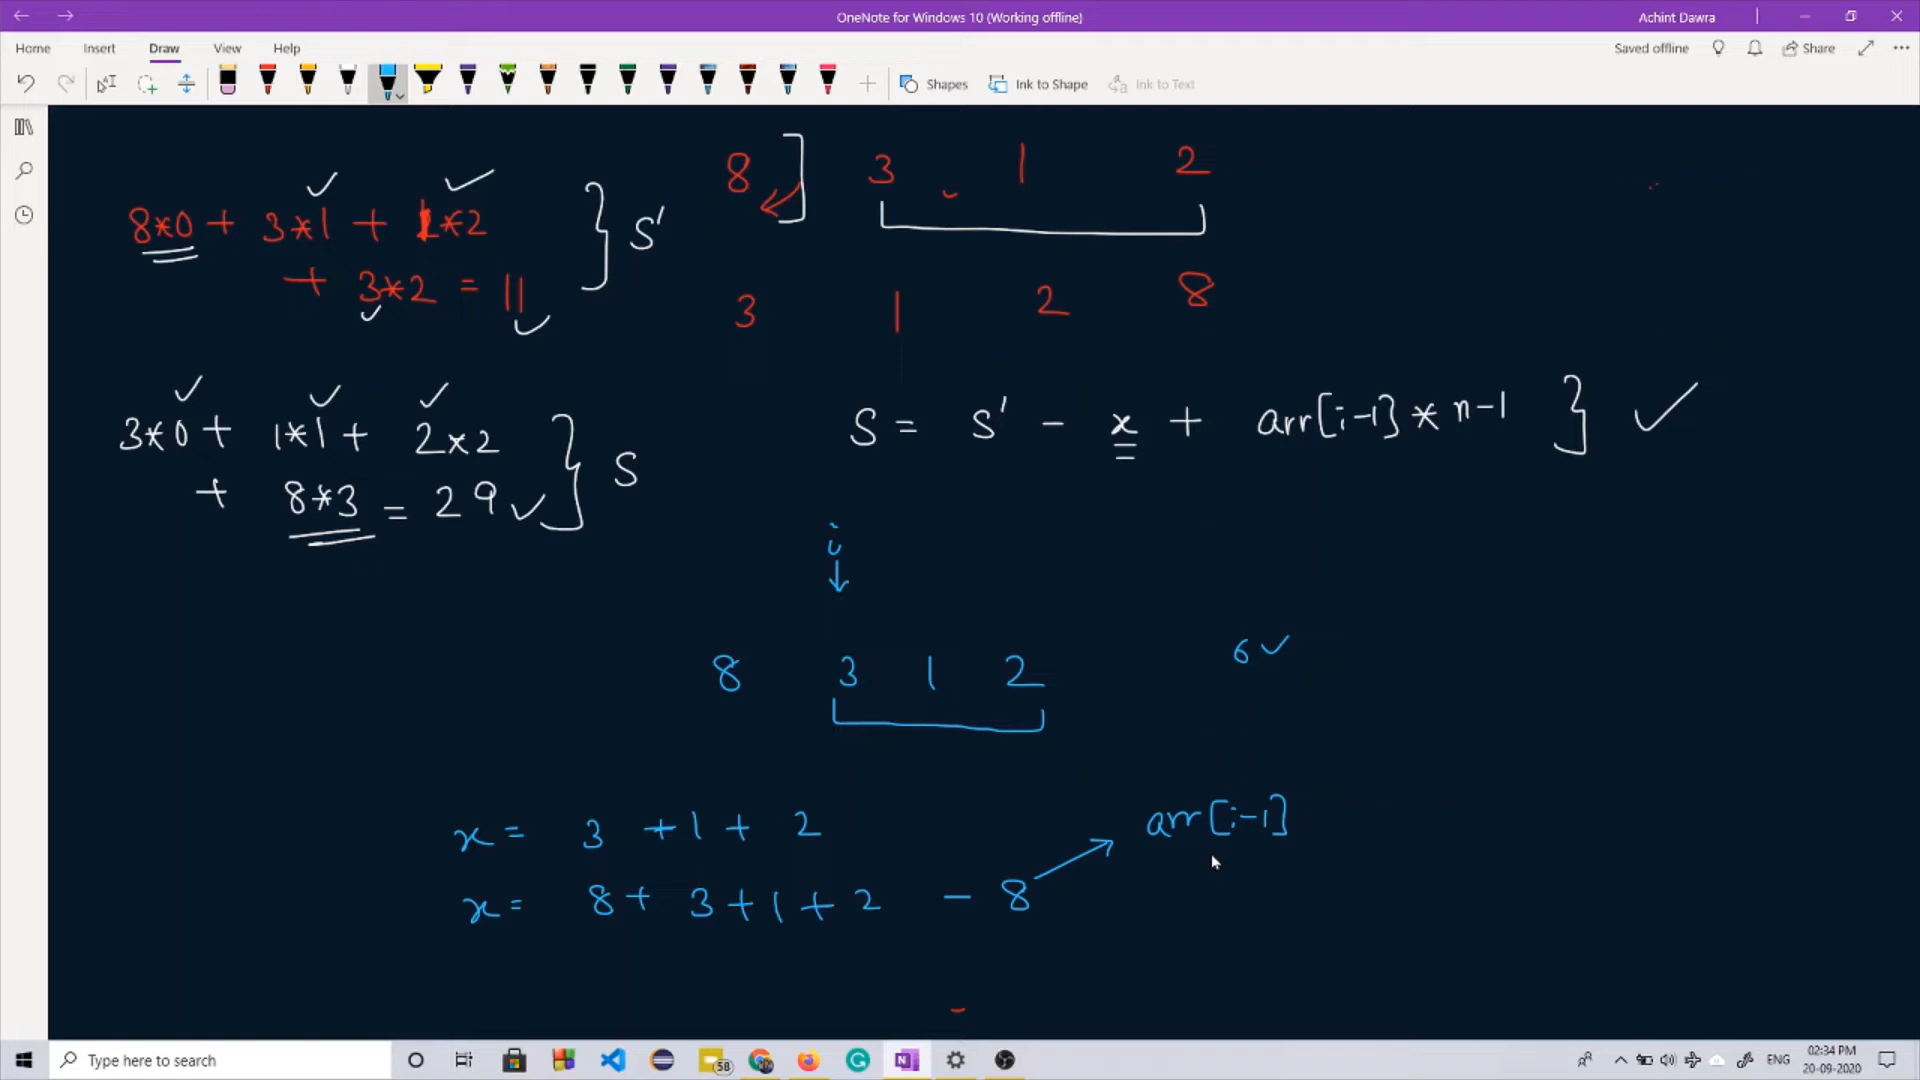 OneNote for Windows 10 (Working offline)
Achint Dawra
Home Insert Draw View Help
Saved offline
Share
Shapes Ink to Shape Ink to Text
8 3 1 2
8*0 + 3*1 + 1*2
+ 3*2 = 11
} S'
3 1 2 8
3*0 + 1*1 + 2*2
+ 8*3 = 29
} S
S = S' - x + arr[i-1] * n-1 }
i
8 3 1 2
6
x = 3 + 1 + 2
x = 8 + 3 + 1 + 2 - 8
arr[i-1]
Type here to search
58
ENG
02:34 PM
20-09-2020